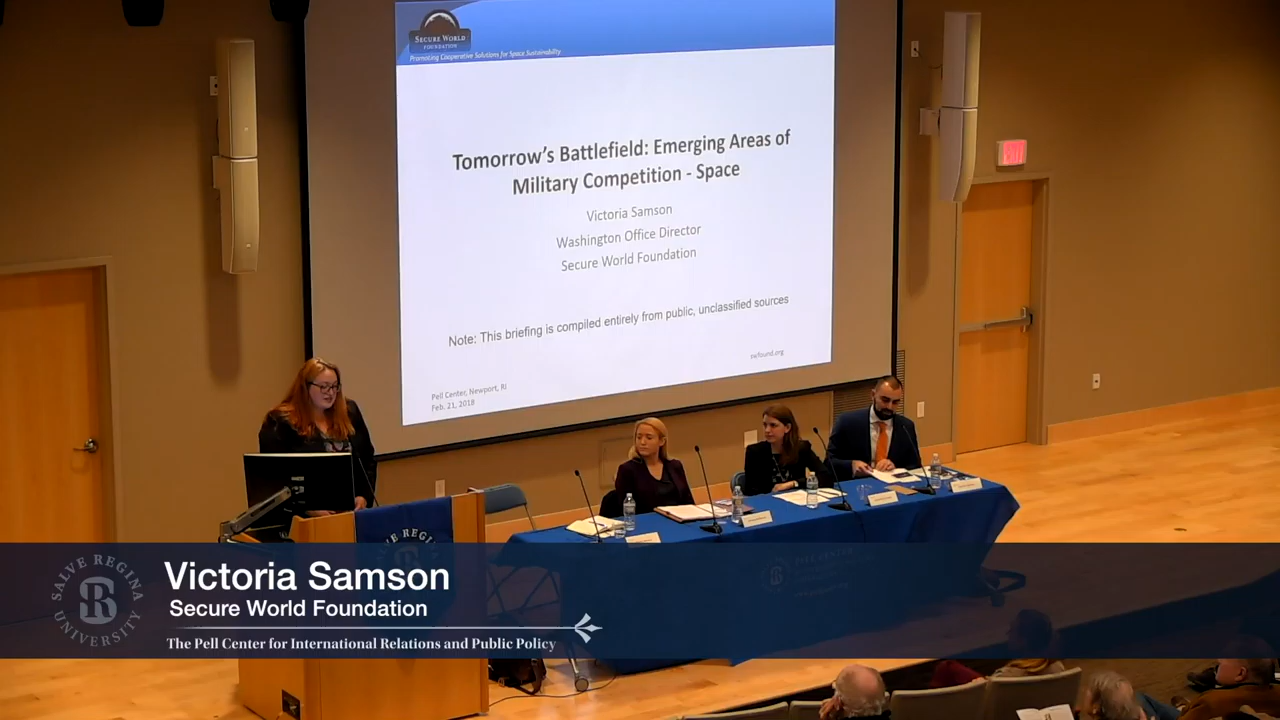 SECURE WORLD
FOUNDATION
Promoting Cooperative Solutions for Space Sustainability
Tomorrow's Battlefield: Emerging Areas of
Military Competition - Space
Victoria Samson
Washington Office Director
Secure World Foundation
Note: This briefing is compiled entirely from public, unclassified sources
swfound.org
Pell Center, Newport, RI
Feb. 21, 2018
EXIT
SALVE REGINA
UNIVERSITY
Victoria Samson
Secure World Foundation
The Pell Center for International Relations and Public Policy